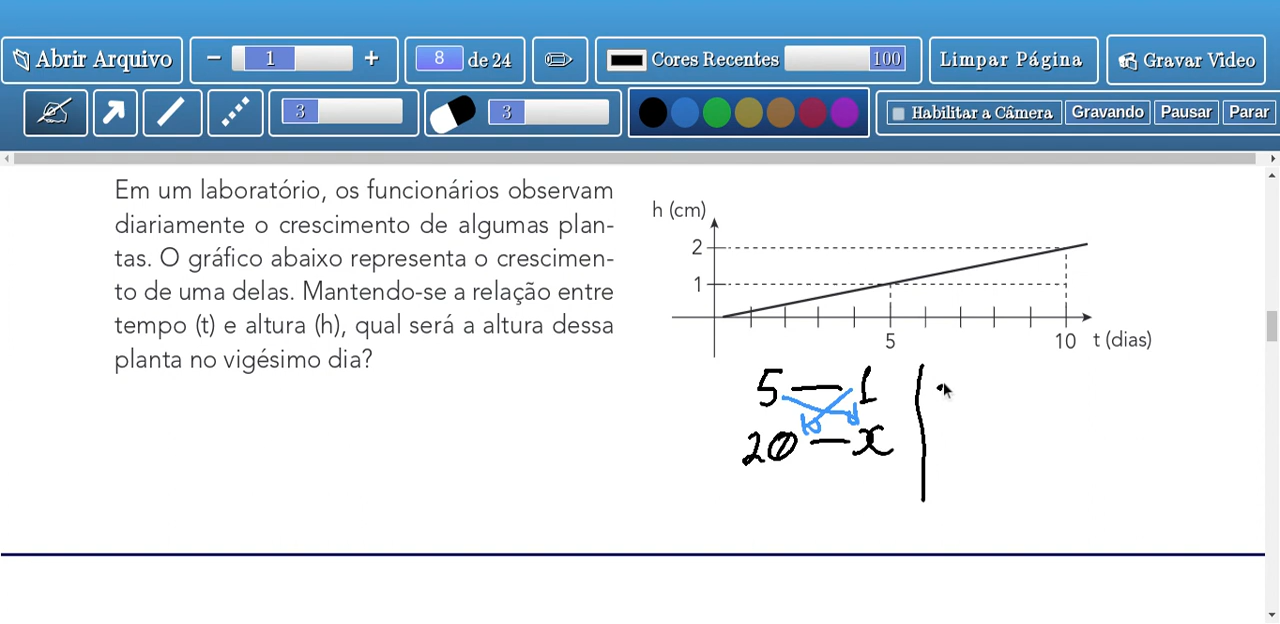 Abrir Arquivo − 1 + 8 de 24 Cores Recentes 100 Limpar Página Gravar Video
3 3 Habilitar a Câmera Gravando Pausar Parar
Em um laboratório, os funcionários observam
diariamente o crescimento de algumas plan-
tas. O gráfico abaixo representa o crescimen-
to de uma delas. Mantendo-se a relação entre
tempo (t) e altura (h), qual será a altura dessa
planta no vigésimo dia?
h (cm)
2
1
5 10 t (dias)
5 — 1
20 — x